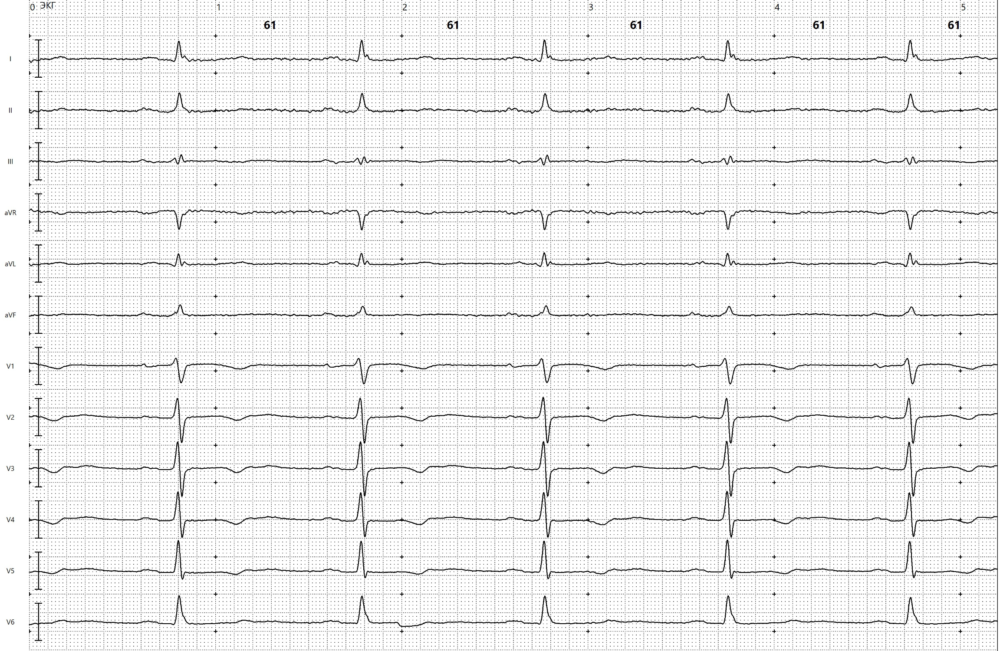 0 ЭКГ 1 2 3 4 5
61 61 61 61 61
I
II
III
aVR
aVL
aVF
V1
V2
V3
V4
V5
V6